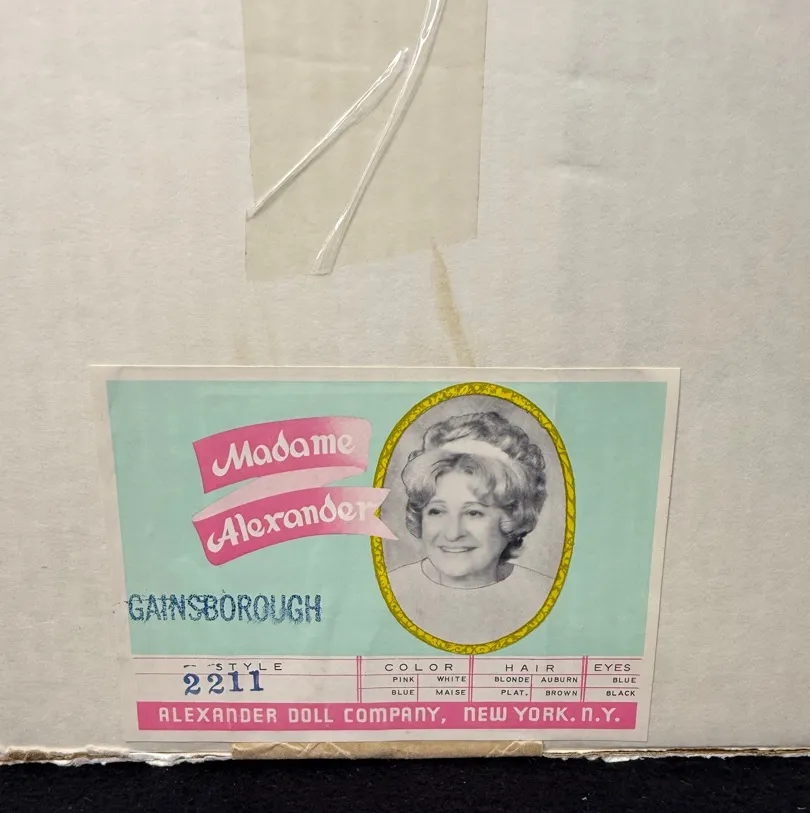 Madame
Alexander
GAINSBOROUGH
STYLE
2211
COLOR
PINK WHITE
BLUE MAISE
HAIR
BLONDE AUBURN
PLAT. BROWN
EYES
BLUE
BLACK
ALEXANDER DOLL COMPANY, NEW YORK. N.Y.